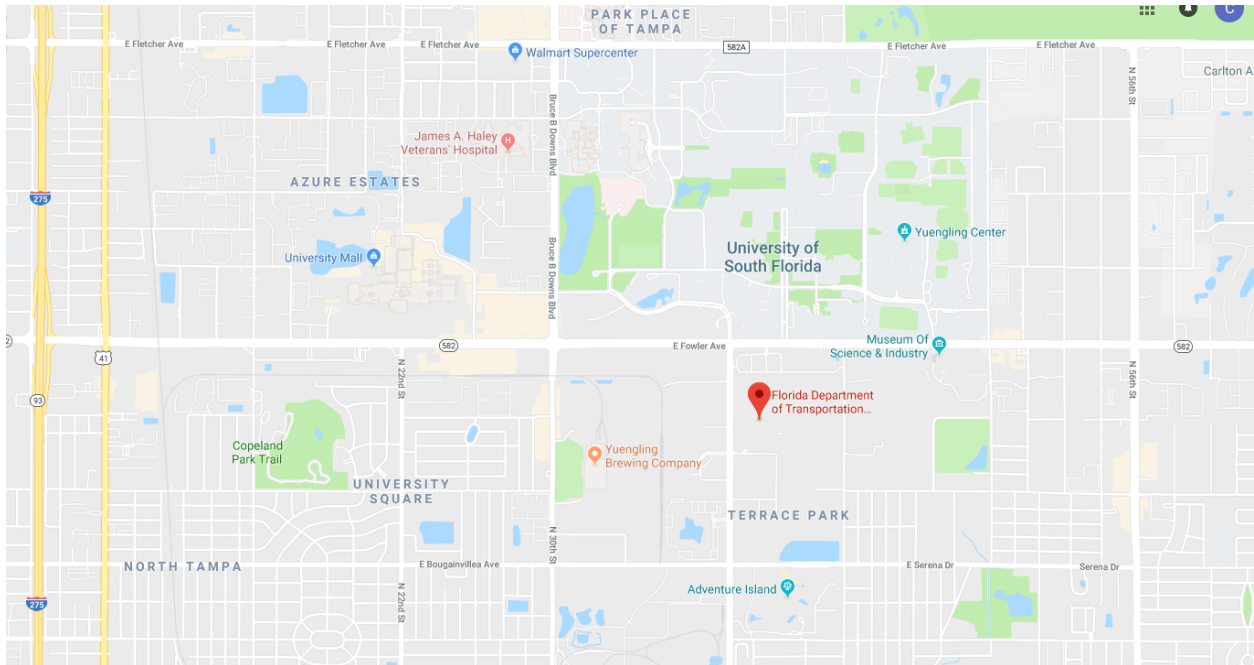 PARK PLACE
OF TAMPA
C
E Fletcher Ave
E Fletcher Ave
E Fletcher Ave
582A
E Fletcher Ave
E Fletcher Ave
Walmart Supercenter
Carlton A
N 56th St
Bruce B Downs Blvd
James A. Haley
Veterans' Hospital
H
AZURE ESTATES
275
University Mall
Bruce B Downs Blvd
University of
South Florida
Yuengling Center
582
E Fowler Ave
Museum Of
Science & Industry
582
2
41
N 22nd St
N 56th St
93
Florida Department
of Transportation...
Copeland
Park Trail
Yuengling
Brewing Company
UNIVERSITY
SQUARE
TERRACE PARK
N 30th St
NORTH TAMPA
E Bougainvillea Ave
E Serena Dr
Serena Dr
Adventure Island
N 22nd St
275